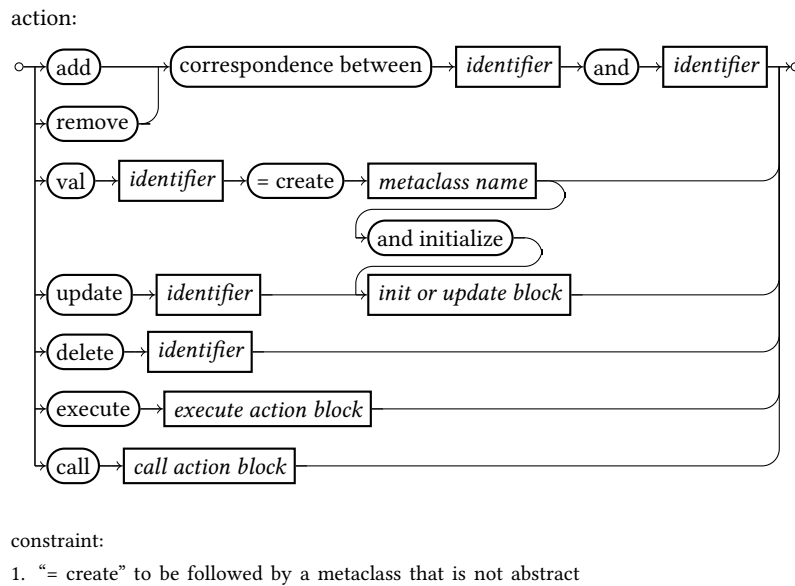 action:
add correspondence between identifier and identifier
remove
val identifier = create metaclass name
and initialize
update identifier init or update block
delete identifier
execute execute action block
call call action block
constraint:
1. “= create” to be followed by a metaclass that is not abstract